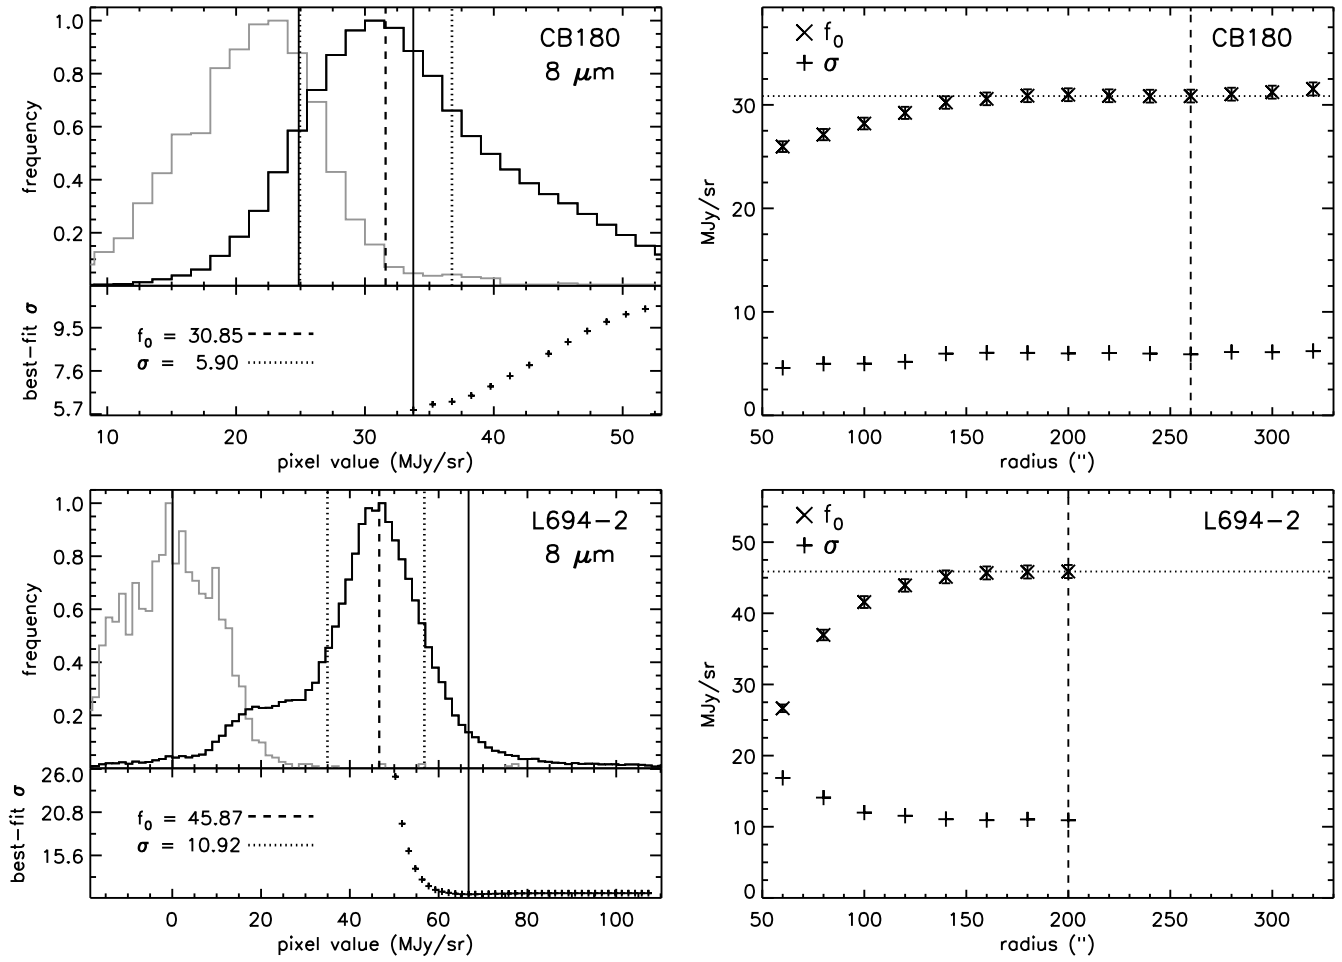 CB180
8 μm
frequency
1.0
0.8
0.6
0.4
0.2
best-fit σ
9.5
7.6
5.7
f₀ = 30.85
σ = 5.90
10 20 30 40 50
pixel value (MJy/sr)
× f₀
+ σ
CB180
MJy/sr
30
20
10
0
50 100 150 200 250 300
radius (")
L694-2
8 μm
frequency
1.0
0.8
0.6
0.4
0.2
best-fit σ
26.0
20.8
15.6
f₀ = 45.87
σ = 10.92
0 20 40 60 80 100
pixel value (MJy/sr)
× f₀
+ σ
L694-2
MJy/sr
50
40
30
20
10
0
50 100 150 200 250 300
radius (")